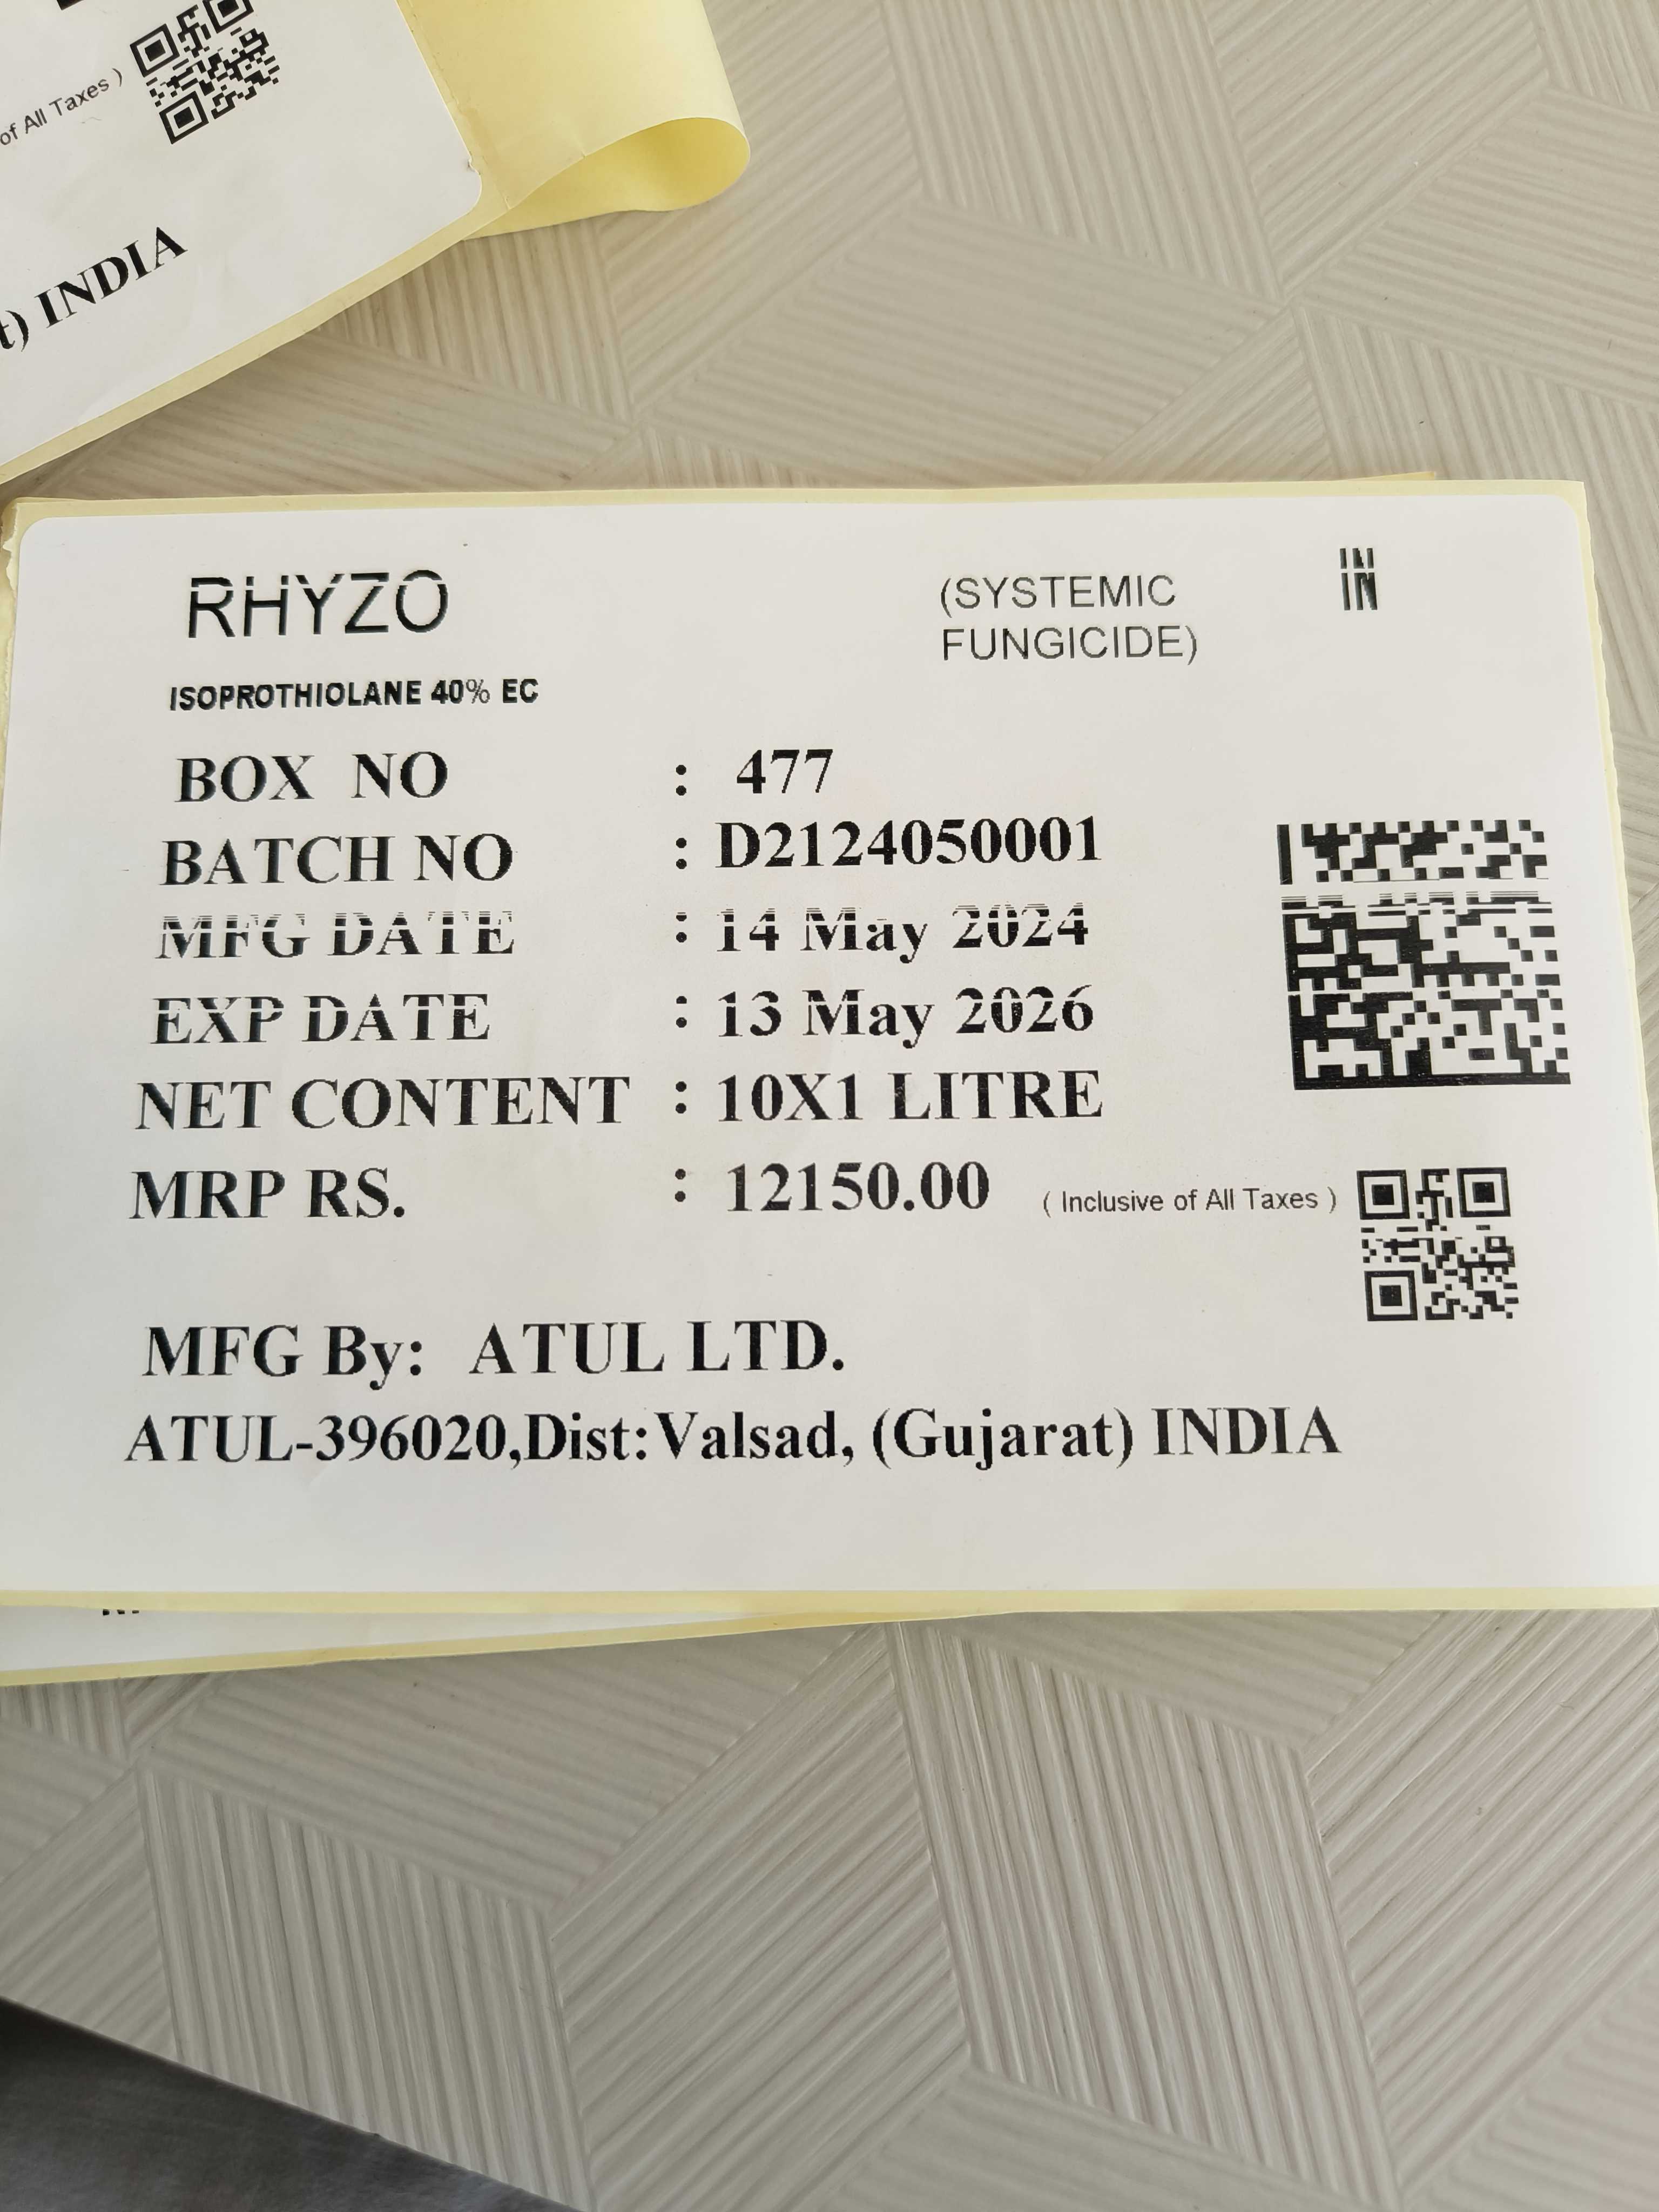 of All Taxes )
t) INDIA
RHYZO
(SYSTEMIC
FUNGICIDE)
IN
ISOPROTHIOLANE 40% EC
BOX NO : 477
BATCH NO : D2124050001
MFG DATE : 14 May 2024
EXP DATE : 13 May 2026
NET CONTENT : 10X1 LITRE
MRP RS. : 12150.00 ( Inclusive of All Taxes )
MFG By: ATUL LTD.
ATUL-396020,Dist:Valsad, (Gujarat) INDIA